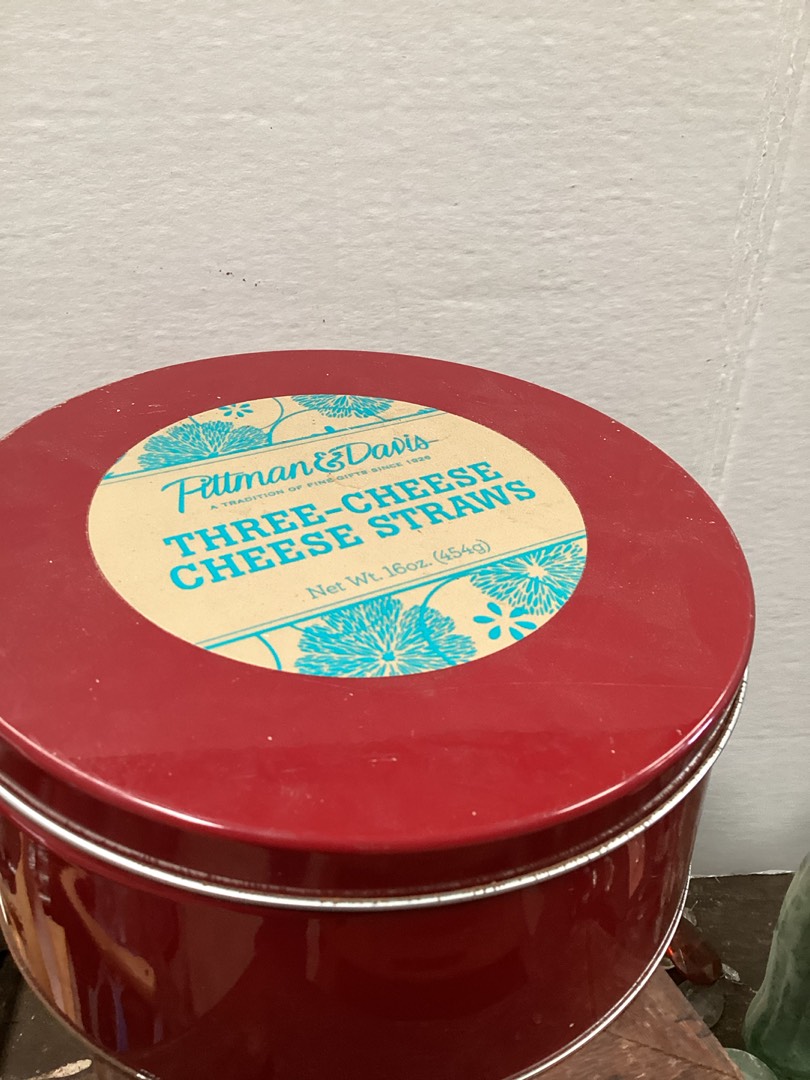 Pittman & Davis
A TRADITION OF FINE GIFTS SINCE 1926
THREE-CHEESE
CHEESE STRAWS
Net Wt. 16oz. (454g)